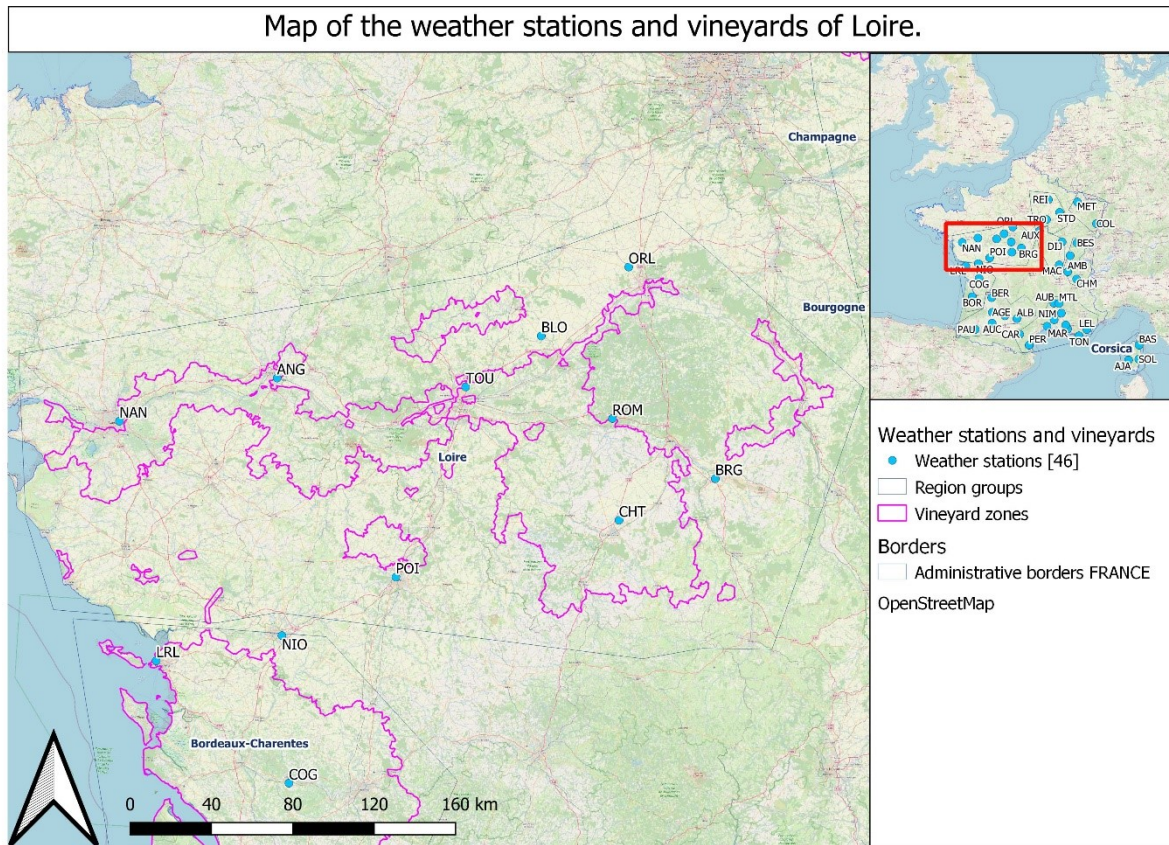 Map of the weather stations and vineyards of Loire.
Champagne
ORL
Bourgogne
BLO
ANG
TOU
NAN
ROM
Loire
BRG
CHT
POI
NIO
LRL
Bordeaux-Charentes
COG
0 40 80 120 160 km
REI
MET
TRO
STD
COL
ORL
AUX
NAN
DIJ
BES
POI
BRG
LRL
NIO
MAC
AMB
COG
CHM
BER
BOR
AUB
MTL
AGE
ALB
NIM
PAU
AUC
CAR
MAR
LEL
PER
TON
BAS
Corsica
SOL
AJA
Weather stations and vineyards
Weather stations [46]
Region groups
Vineyard zones
Borders
Administrative borders FRANCE
OpenStreetMap